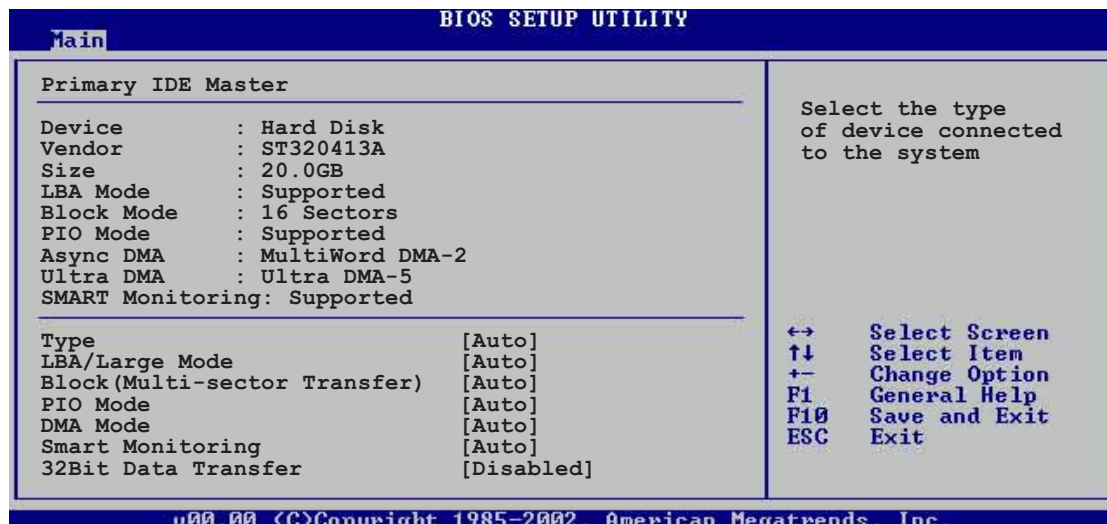 BIOS SETUP UTILITY
Main
Primary IDE Master
Device : Hard Disk
Vendor : ST320413A
Size : 20.0GB
LBA Mode : Supported
Block Mode : 16 Sectors
PIO Mode : Supported
Async DMA : MultiWord DMA-2
Ultra DMA : Ultra DMA-5
SMART Monitoring: Supported
Type [Auto]
LBA/Large Mode [Auto]
Block(Multi-sector Transfer) [Auto]
PIO Mode [Auto]
DMA Mode [Auto]
Smart Monitoring [Auto]
32Bit Data Transfer [Disabled]
Select the type
of device connected
to the system
←→ Select Screen
↑↓ Select Item
+- Change Option
F1 General Help
F10 Save and Exit
ESC Exit
v00.00 (C)Copyright 1985-2002, American Megatrends, Inc.